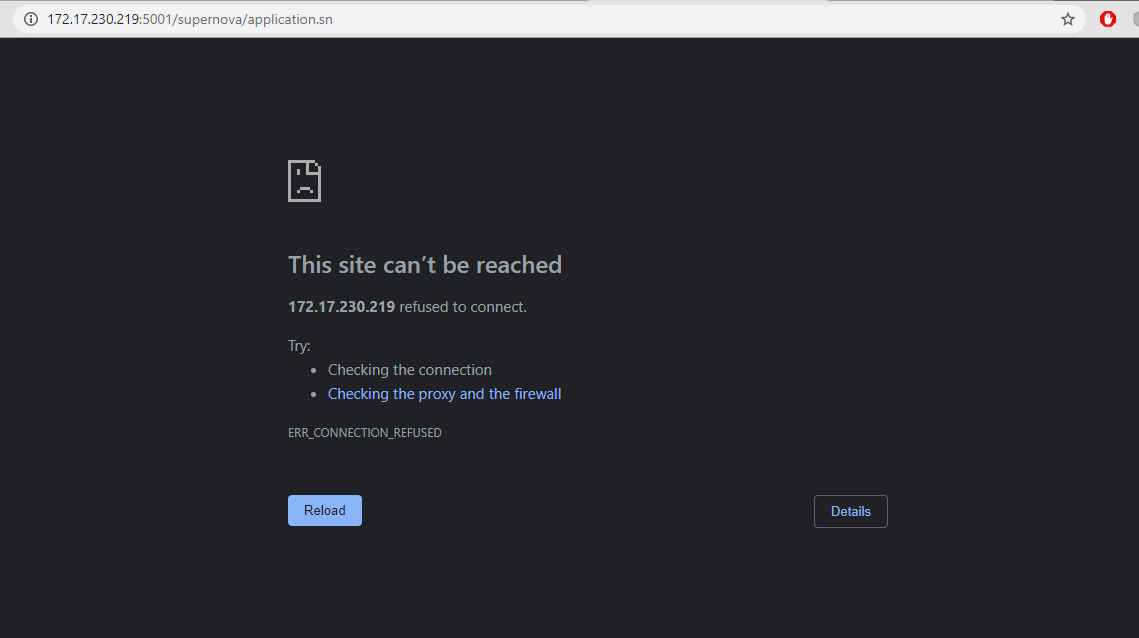 172.17.230.219:5001/supernova/application.sn
This site can’t be reached
172.17.230.219 refused to connect.
Try:
• Checking the connection
• Checking the proxy and the firewall
ERR_CONNECTION_REFUSED
Reload
Details